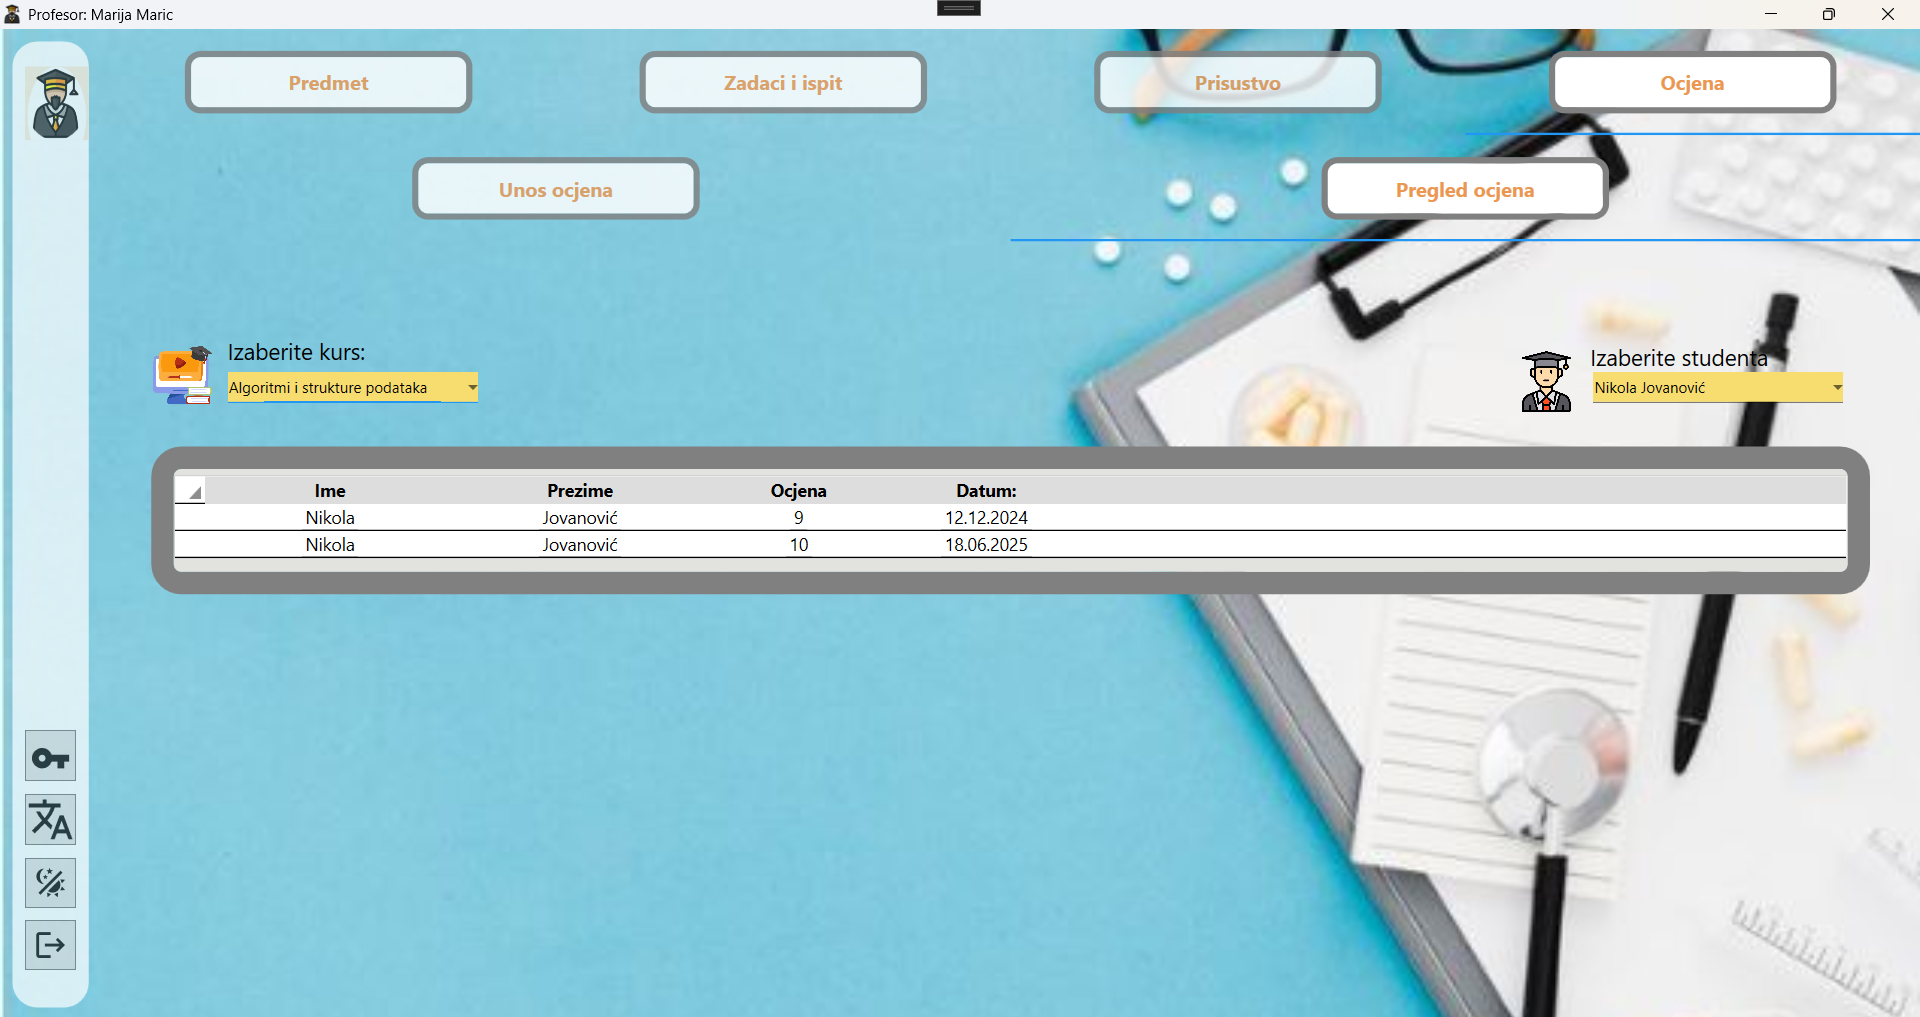 Profesor: Marija Maric
Predmet
Zadaci i ispit
Prisustvo
Ocjena
Unos ocjena
Pregled ocjena
Izaberite kurs:
Algoritmi i strukture podataka
Izaberite studenta
Nikola Jovanović
Ime Prezime Ocjena Datum:
Nikola Jovanović 9 12.12.2024
Nikola Jovanović 10 18.06.2025